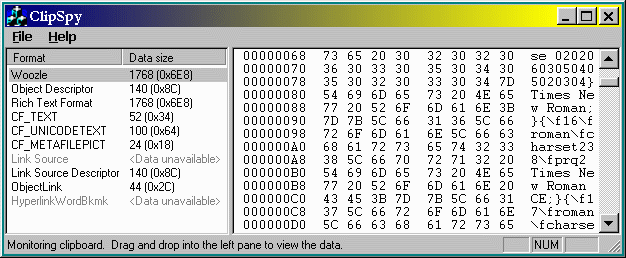 ClipSpy
File Help
Format Data size
Woozle 1768 (0x6E8)
Object Descriptor 140 (0x8C)
Rich Text Format 1768 (0x6E8)
CF_TEXT 52 (0x34)
CF_UNICODETEXT 100 (0x64)
CF_METAFILEPICT 24 (0x18)
Link Source <Data unavailable>
Link Source Descriptor 140 (0x8C)
ObjectLink 44 (0x2C)
HyperlinkWordBkmk <Data unavailable>
00000068 73 65 20 30 32 30 32 30 se 02020
00000070 36 30 33 30 35 30 34 30 60305040
00000078 35 30 32 30 33 30 34 7D 5020304}
00000080 54 69 6D 65 73 20 4E 65 Times Ne
00000088 77 20 52 6F 6D 61 6E 3B w Roman;
00000090 7D 7B 5C 66 31 36 5C 66 }{\f16\f
00000098 72 6F 6D 61 6E 5C 66 63 roman\fc
000000A0 68 61 72 73 65 74 32 33 harset23
000000A8 38 5C 66 70 72 71 32 20 8\fprq2
000000B0 54 69 6D 65 73 20 4E 65 Times Ne
000000B8 77 20 52 6F 6D 61 6E 20 w Roman
000000C0 43 45 3B 7D 7B 5C 66 31 CE;}{\f1
000000C8 37 5C 66 72 6F 6D 61 6E 7\froman
000000D0 5C 66 63 68 61 72 73 65 \fcharse
Monitoring clipboard. Drag and drop into the left pane to view the data. NUM